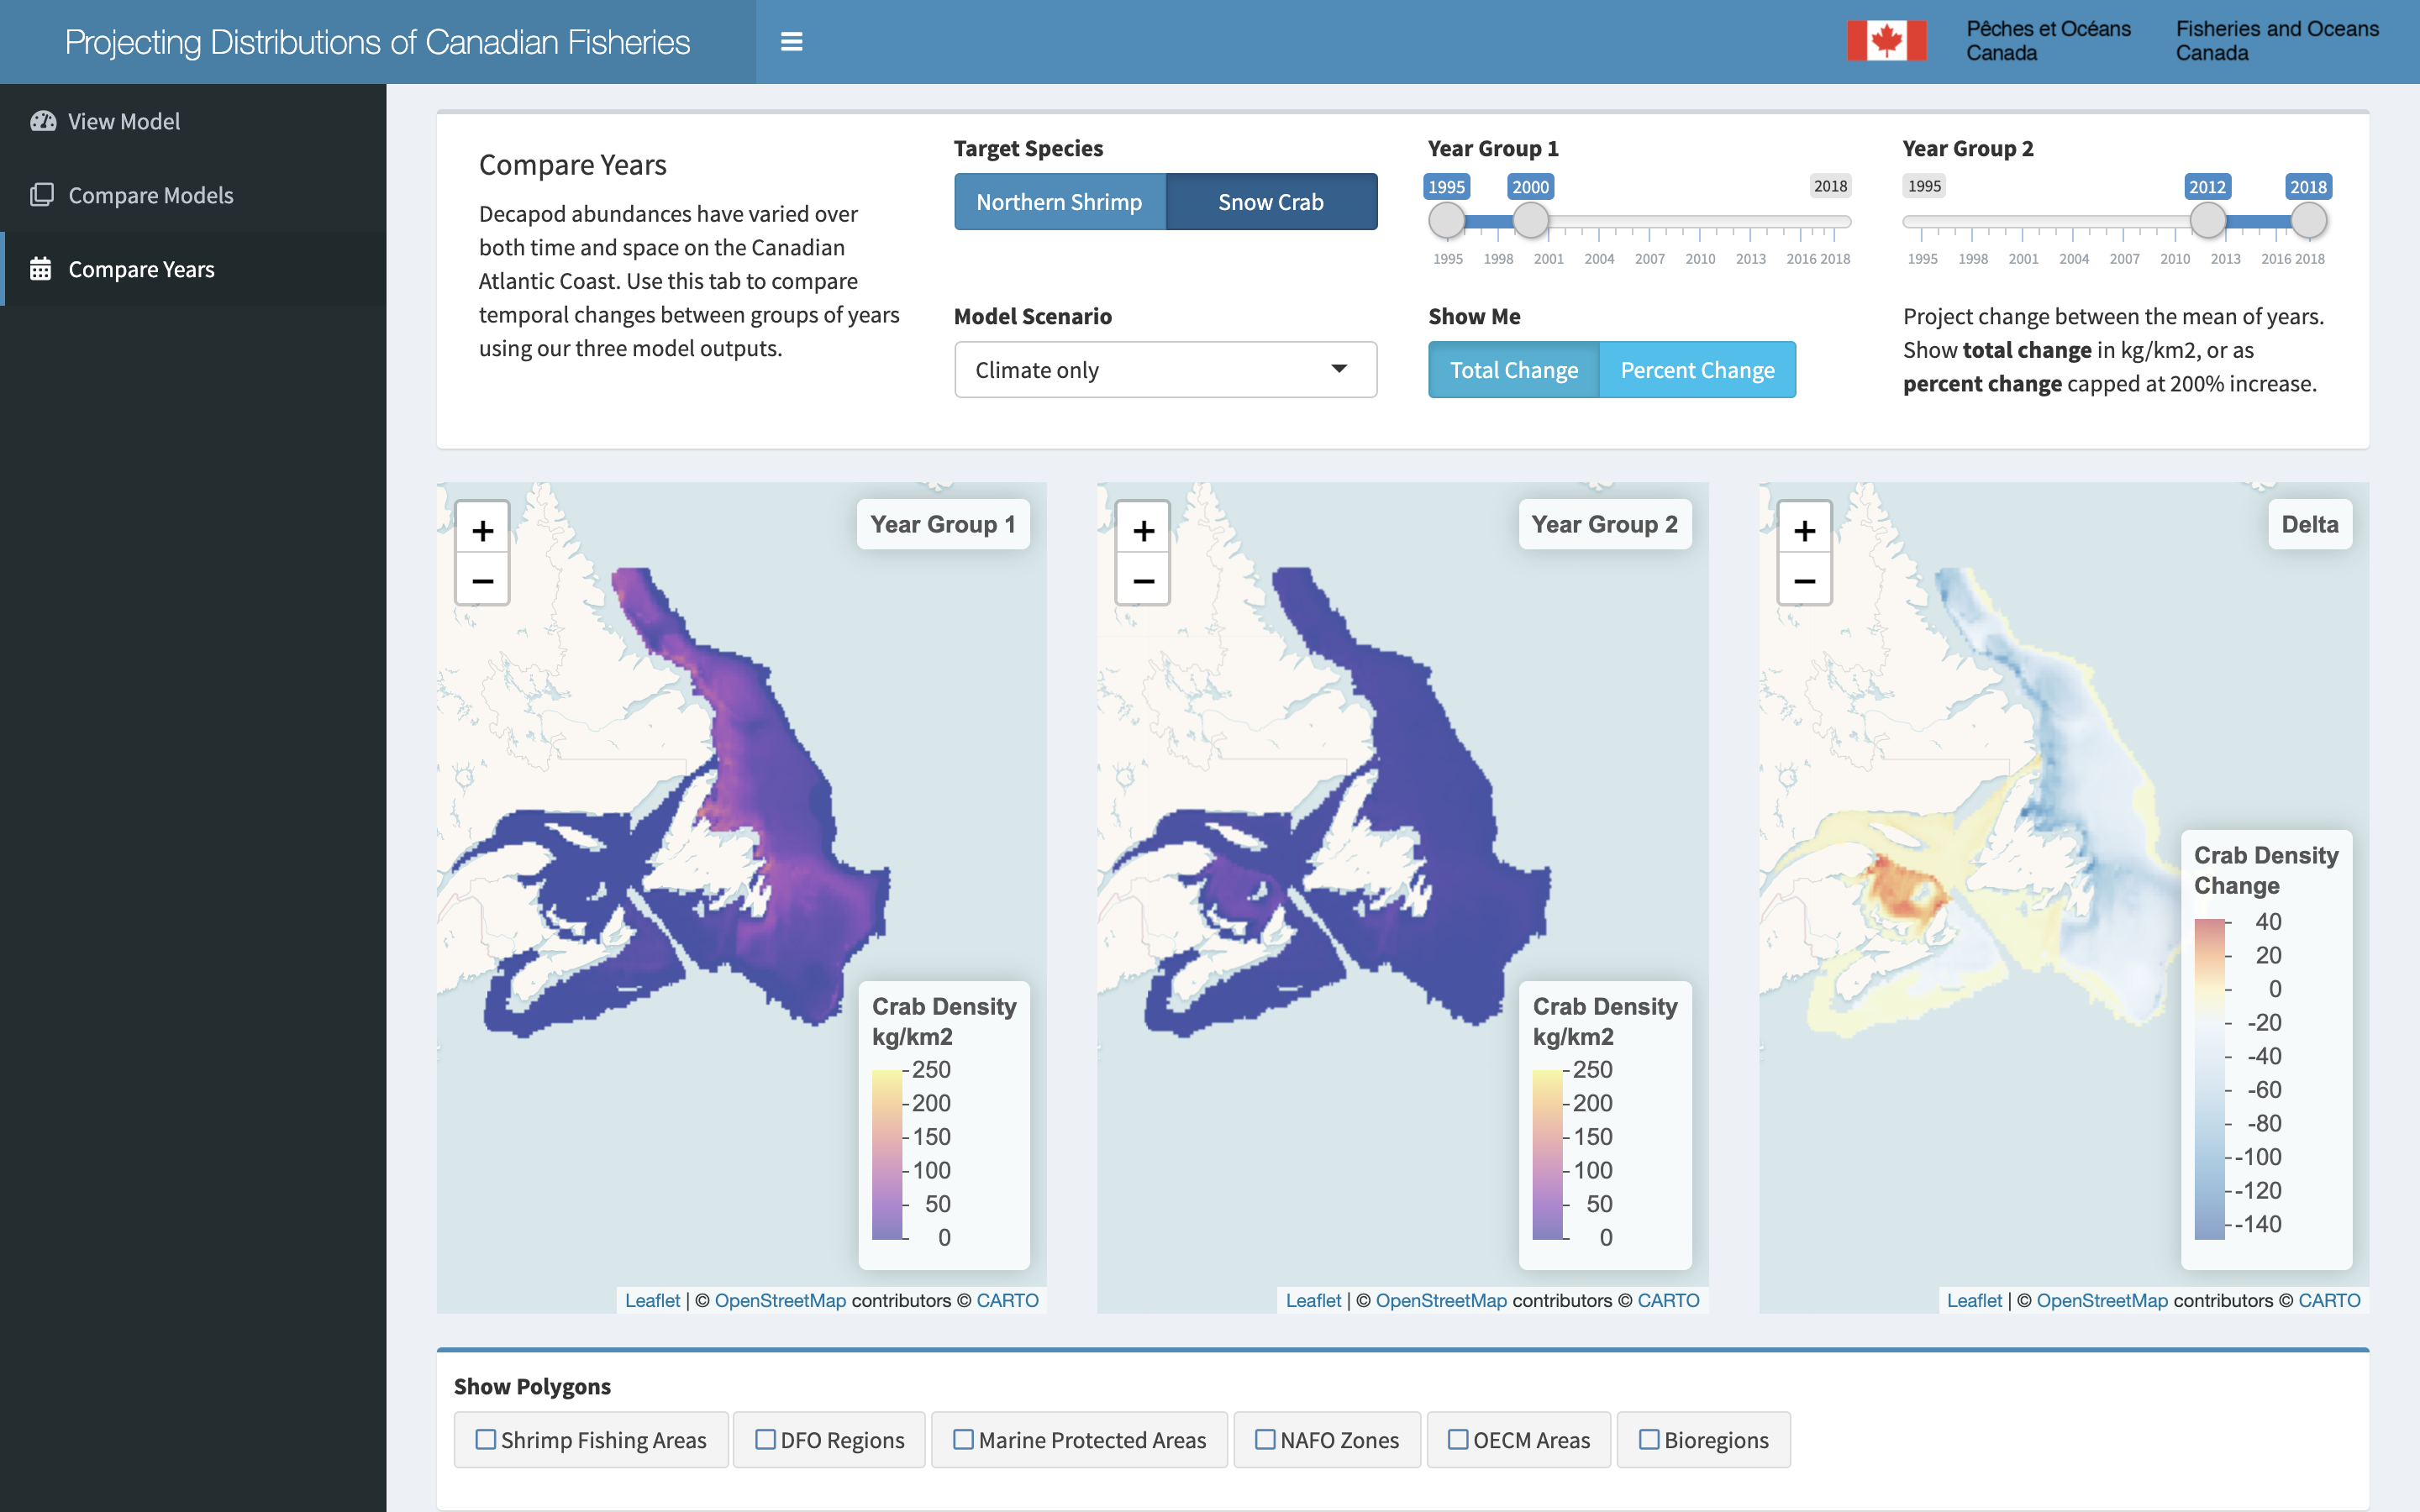 Projecting Distributions of Canadian Fisheries
Pêches et Océans
Canada
Fisheries and Oceans
Canada
View Model
Compare Models
Compare Years
Compare Years
Decapod abundances have varied over
both time and space on the Canadian
Atlantic Coast. Use this tab to compare
temporal changes between groups of years
using our three model outputs.
Target Species
Northern Shrimp
Snow Crab
Model Scenario
Climate only
Year Group 1
1995
2000
2018
1995 1998 2001 2004 2007 2010 2013 2016 2018
Show Me
Total Change
Percent Change
Year Group 2
1995
2012
2018
1995 1998 2001 2004 2007 2010 2013 2016 2018
Project change between the mean of years.
Show total change in kg/km2, or as
percent change capped at 200% increase.
+
−
Year Group 1
Crab Density
kg/km2
250
200
150
100
50
0
Leaflet | © OpenStreetMap contributors © CARTO
+
−
Year Group 2
Crab Density
kg/km2
250
200
150
100
50
0
Leaflet | © OpenStreetMap contributors © CARTO
+
−
Delta
Crab Density
Change
40
20
0
-20
-40
-60
-80
-100
-120
-140
Leaflet | © OpenStreetMap contributors © CARTO
Show Polygons
Shrimp Fishing Areas
DFO Regions
Marine Protected Areas
NAFO Zones
OECM Areas
Bioregions